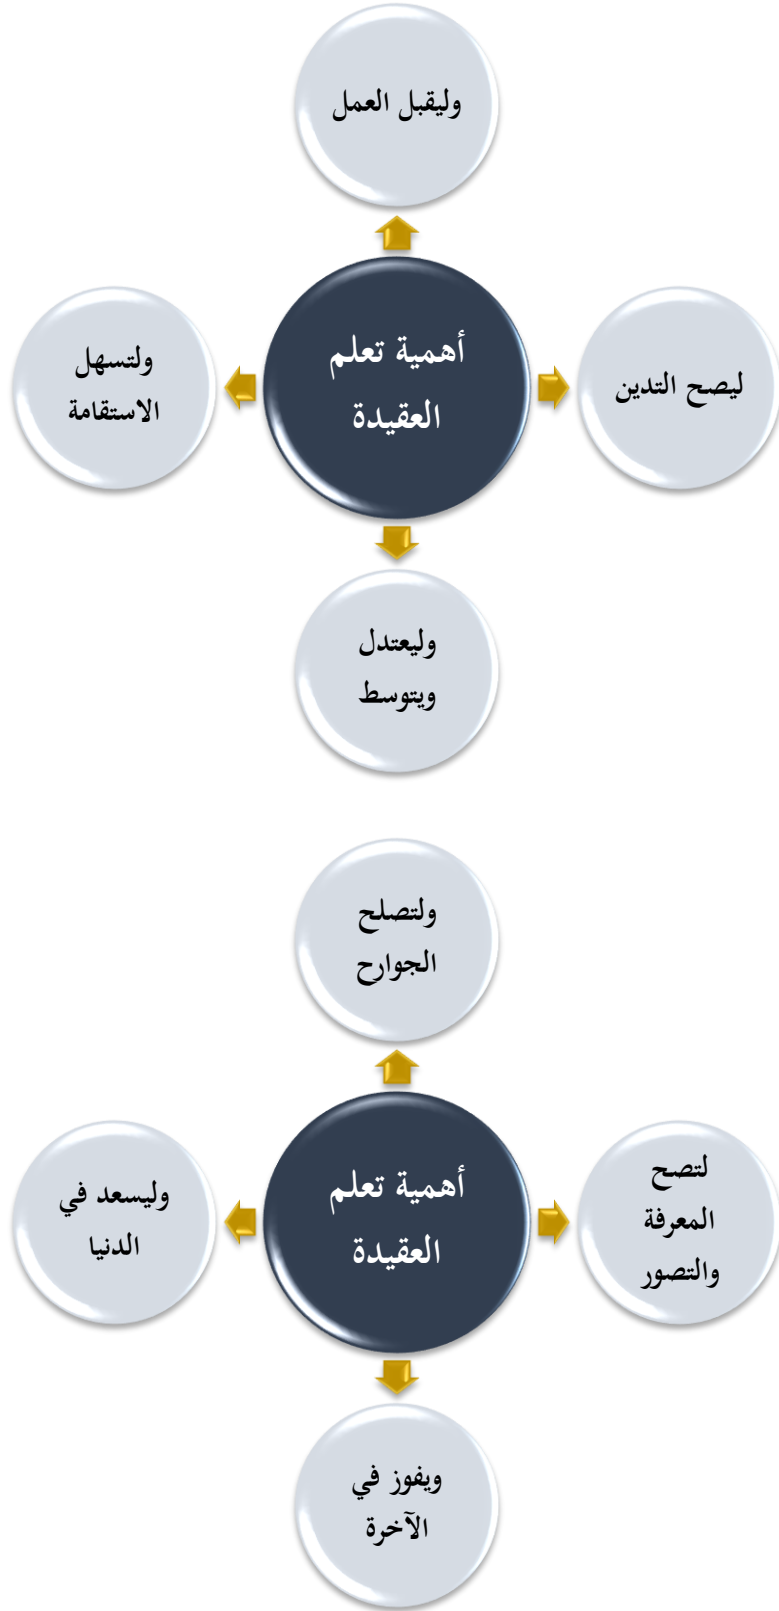 وليقبل العمل
أهمية تعلم
العقيدة
ليصح التدين
ولتسهل
الاستقامة
وليعتدل
ويتوسط
ولتصلح
الجوارح
أهمية تعلم
العقيدة
لتصح
المعرفة
والتصور
وليسعد في
الدنيا
ويفوز في
الآخرة